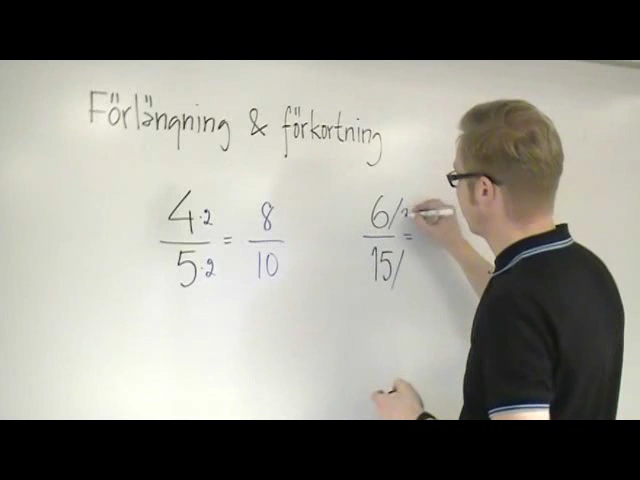 Förlängning & förkortning
4·2 = 8 6/
5·2 10 15/ =